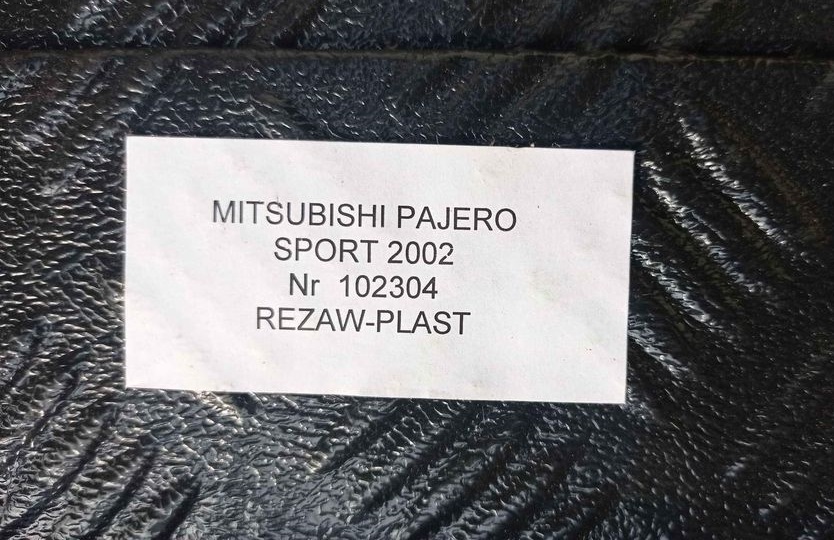 MITSUBISHI PAJERO
SPORT 2002
Nr 102304
REZAW-PLAST